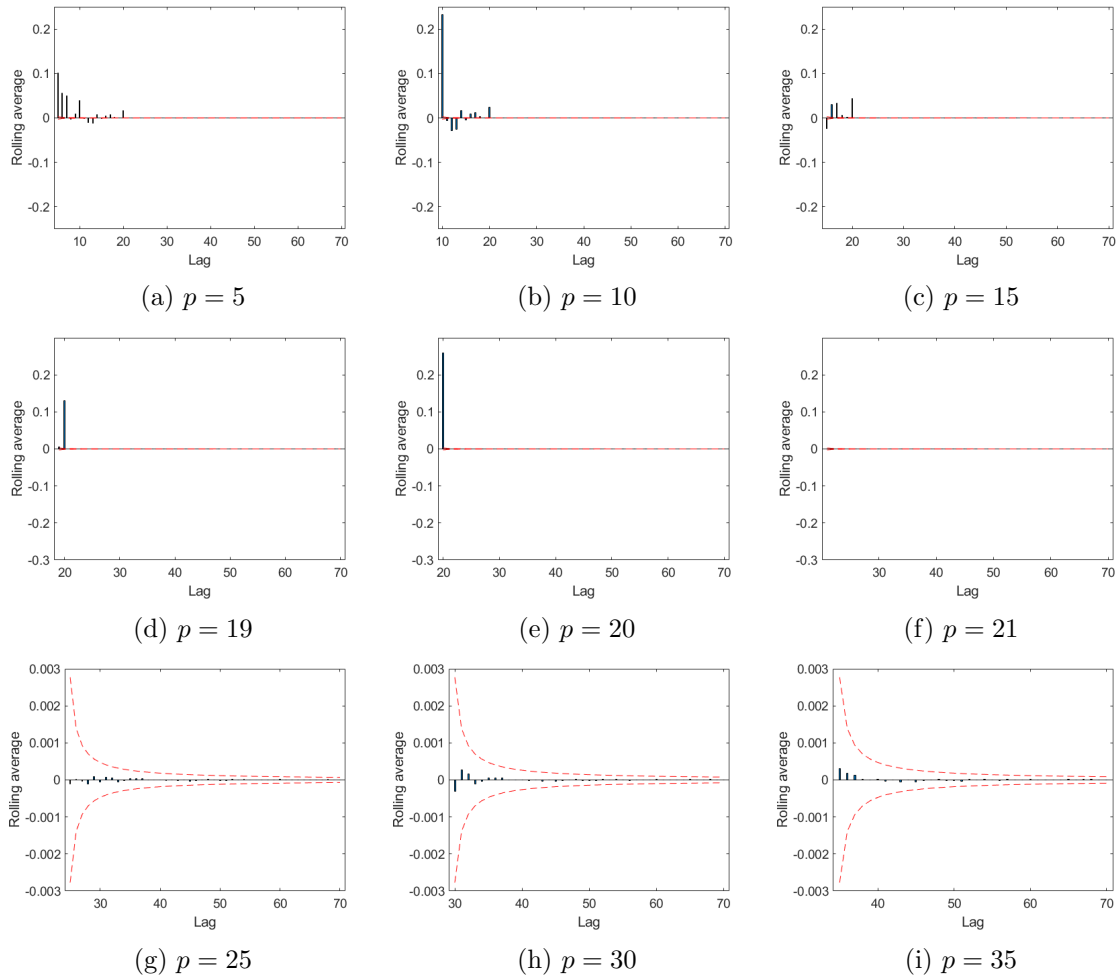 0.2
0.1
0
-0.1
-0.2
Rolling average
10 20 30 40 50 60 70
Lag
(a) p = 5
0.2
0.1
0
-0.1
-0.2
Rolling average
10 20 30 40 50 60 70
Lag
(b) p = 10
0.2
0.1
0
-0.1
-0.2
Rolling average
20 30 40 50 60 70
Lag
(c) p = 15
0.2
0.1
0
-0.1
-0.2
-0.3
Rolling average
20 30 40 50 60 70
Lag
(d) p = 19
0.2
0.1
0
-0.1
-0.2
-0.3
Rolling average
20 30 40 50 60 70
Lag
(e) p = 20
0.2
0.1
0
-0.1
-0.2
-0.3
Rolling average
30 40 50 60 70
Lag
(f) p = 21
0.003
0.002
0.001
0
-0.001
-0.002
-0.003
Rolling average
30 40 50 60 70
Lag
(g) p = 25
0.003
0.002
0.001
0
-0.001
-0.002
-0.003
Rolling average
30 40 50 60 70
Lag
(h) p = 30
0.003
0.002
0.001
0
-0.001
-0.002
-0.003
Rolling average
40 50 60 70
Lag
(i) p = 35